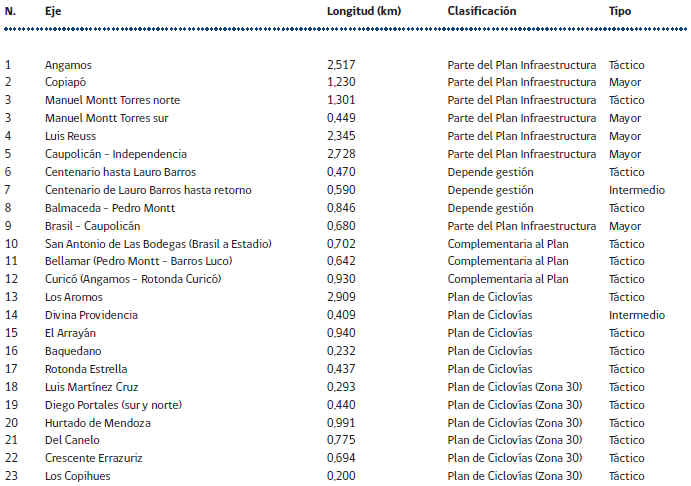 N. Eje Longitud (km) Clasificación Tipo
1 Angamos 2,517 Parte del Plan Infraestructura Táctico
2 Copiapó 1,230 Parte del Plan Infraestructura Mayor
3 Manuel Montt Torres norte 1,301 Parte del Plan Infraestructura Táctico
3 Manuel Montt Torres sur 0,449 Parte del Plan Infraestructura Mayor
4 Luis Reuss 2,345 Parte del Plan Infraestructura Mayor
5 Caupolicán - Independencia 2,728 Parte del Plan Infraestructura Mayor
6 Centenario hasta Lauro Barros 0,470 Depende gestión Táctico
7 Centenario de Lauro Barros hasta retorno 0,590 Depende gestión Intermedio
8 Balmaceda - Pedro Montt 0,846 Depende gestión Táctico
9 Brasil - Caupolicán 0,680 Parte del Plan Infraestructura Mayor
10 San Antonio de Las Bodegas (Brasil a Estadio) 0,702 Complementaria al Plan Táctico
11 Bellamar (Pedro Montt - Barros Luco) 0,642 Complementaria al Plan Táctico
12 Curicó (Angamos - Rotonda Curicó) 0,930 Complementaria al Plan Táctico
13 Los Aromos 2,909 Plan de Ciclovías Táctico
14 Divina Providencia 0,409 Plan de Ciclovías Intermedio
15 El Arrayán 0,940 Plan de Ciclovías Táctico
16 Baquedano 0,232 Plan de Ciclovías Táctico
17 Rotonda Estrella 0,437 Plan de Ciclovías Táctico
18 Luis Martínez Cruz 0,293 Plan de Ciclovías (Zona 30) Táctico
19 Diego Portales (sur y norte) 0,440 Plan de Ciclovías (Zona 30) Táctico
20 Hurtado de Mendoza 0,991 Plan de Ciclovías (Zona 30) Táctico
21 Del Canelo 0,775 Plan de Ciclovías (Zona 30) Táctico
22 Crescente Errazuriz 0,694 Plan de Ciclovías (Zona 30) Táctico
23 Los Copihues 0,200 Plan de Ciclovías (Zona 30) Táctico